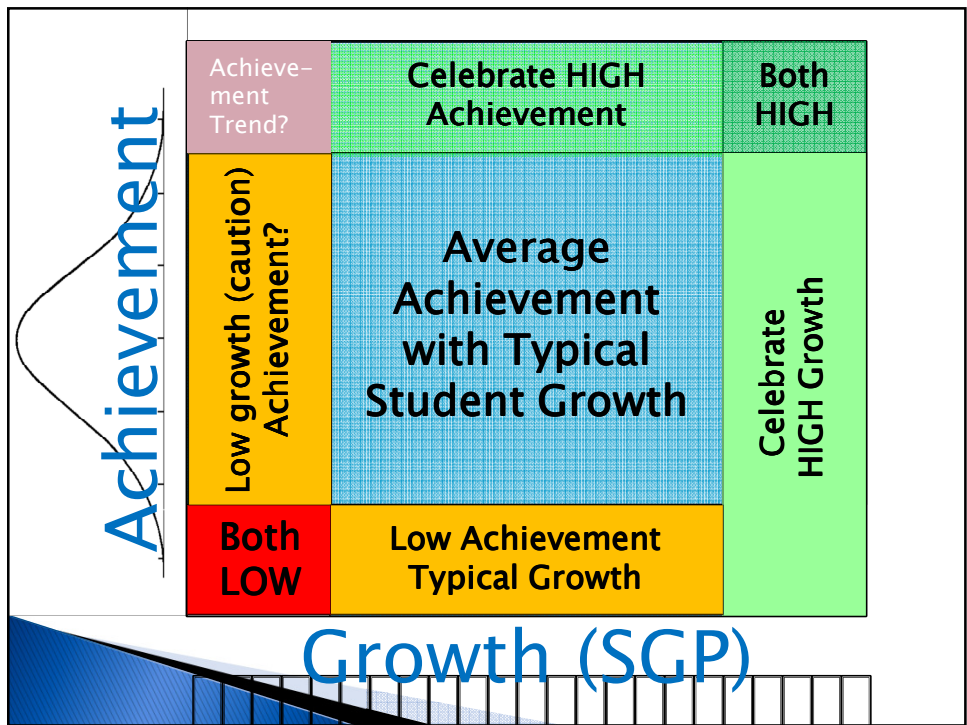 Achieve-
ment
Trend?
Celebrate HIGH
Achievement
Both
HIGH
Achievement
Low growth (caution)
Achievement?
Average
Achievement
with Typical
Student Growth
Celebrate
HIGH Growth
Both
LOW
Low Achievement
Typical Growth
Growth (SGP)